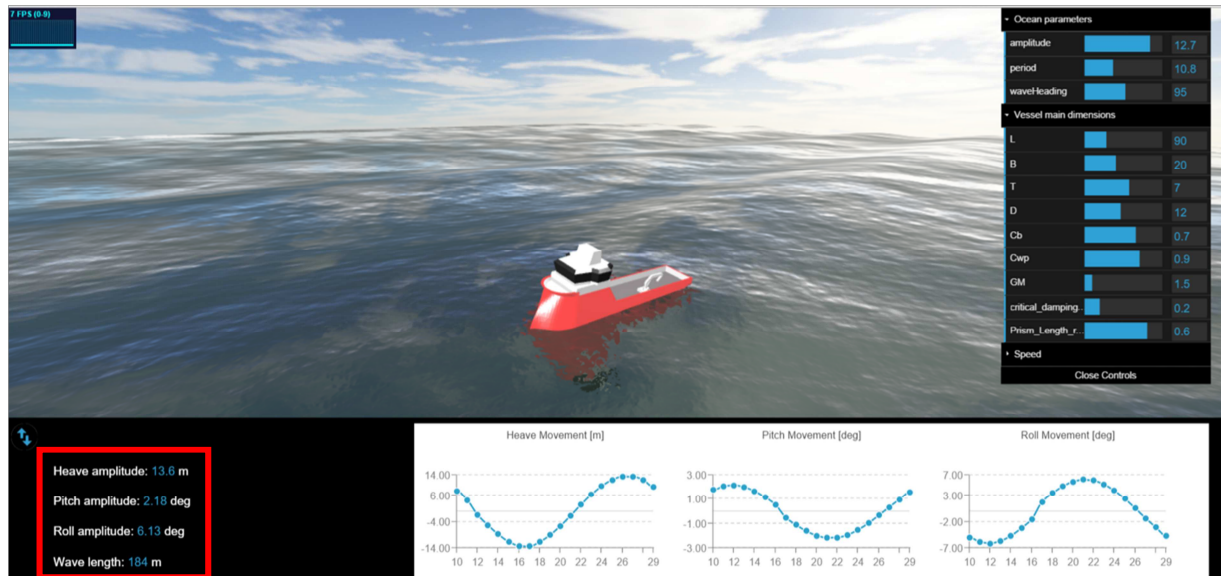 7 FPS (0-9)
Ocean parameters
amplitude 12.7
period 10.8
waveHeading 95
Vessel main dimensions
L 90
B 20
T 7
D 12
Cb 0.7
Cwp 0.9
GM 1.5
critical_damping... 0.2
Prism_Length_r... 0.6
Speed
Close Controls
Heave amplitude: 13.6 m
Pitch amplitude: 2.18 deg
Roll amplitude: 6.13 deg
Wave length: 184 m
Heave Movement [m]
14.00
6.00
-4.00
-14.00
10 12 14 16 18 20 22 24 26 29
Pitch Movement [deg]
3.00
1.00
-1.00
-3.00
10 12 14 16 18 20 22 24 26 29
Roll Movement [deg]
7.00
3.00
-2.00
-7.00
10 12 14 16 18 20 22 24 26 29